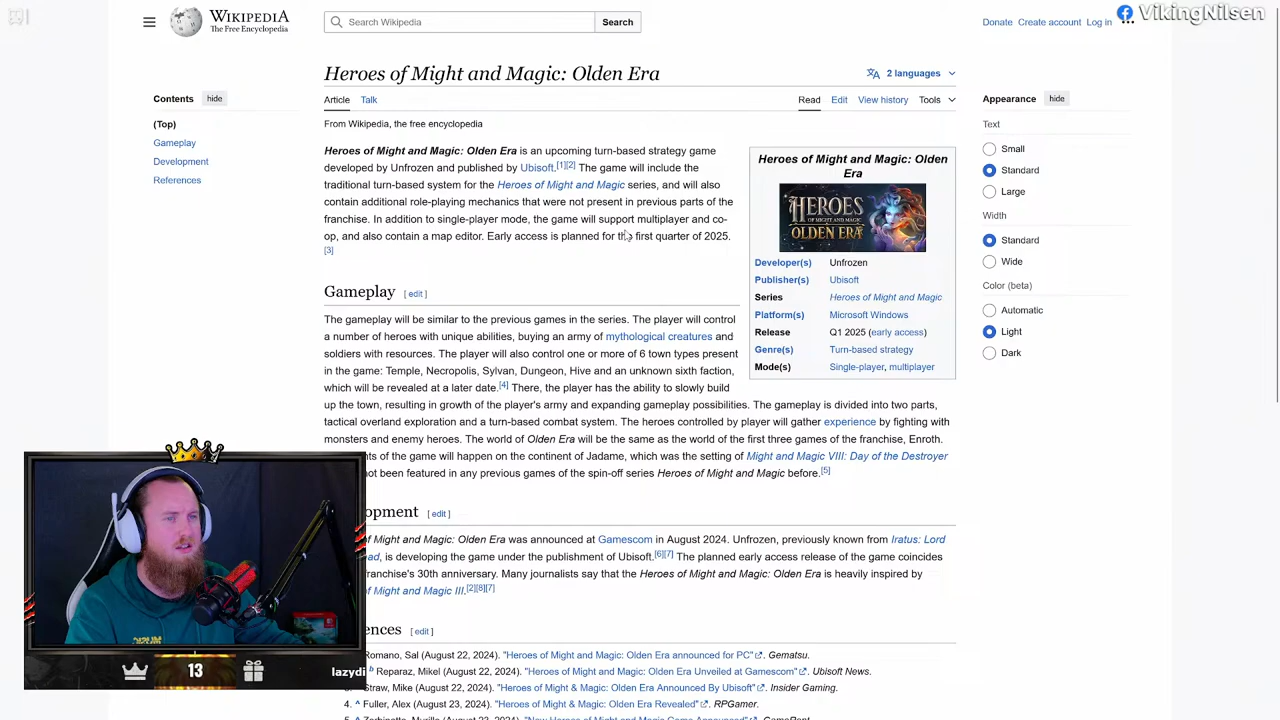 WIKIPEDIA
The Free Encyclopedia
Search Wikipedia
Search
Donate Create account Log in
VikingNilsen
Heroes of Might and Magic: Olden Era
2 languages
Article Talk
Read Edit View history Tools
From Wikipedia, the free encyclopedia
Contents hide
(Top)
Gameplay
Development
References
Heroes of Might and Magic: Olden Era is an upcoming turn-based strategy game
developed by Unfrozen and published by Ubisoft.[1][2] The game will include the
traditional turn-based system for the Heroes of Might and Magic series, and will also
contain additional role-playing mechanics that were not present in previous parts of the
franchise. In addition to single-player mode, the game will support multiplayer and co-
op, and also contain a map editor. Early access is planned for the first quarter of 2025.
[3]
Heroes of Might and Magic: Olden
Era
HEROES
OF MIGHT AND MAGIC
OLDEN ERA
Developer(s) Unfrozen
Publisher(s) Ubisoft
Series Heroes of Might and Magic
Platform(s) Microsoft Windows
Release Q1 2025 (early access)
Genre(s) Turn-based strategy
Mode(s) Single-player, multiplayer
Gameplay [ edit ]
The gameplay will be similar to the previous games in the series. The player will control
a number of heroes with unique abilities, buying an army of mythological creatures and
soldiers with resources. The player will also control one or more of 6 town types present
in the game: Temple, Necropolis, Sylvan, Dungeon, Hive and an unknown sixth faction,
which will be revealed at a later date.[4] There, the player has the ability to slowly build
up the town, resulting in growth of the player's army and expanding gameplay possibilities. The gameplay is divided into two parts,
tactical overland exploration and a turn-based combat system. The heroes controlled by player will gather experience by fighting with
monsters and enemy heroes. The world of Olden Era will be the same as the world of the first three games of the franchise, Enroth.
nts of the game will happen on the continent of Jadame, which was the setting of Might and Magic VIII: Day of the Destroyer
not been featured in any previous games of the spin-off series Heroes of Might and Magic before.[5]
opment [ edit ]
f Might and Magic: Olden Era was announced at Gamescom in August 2024. Unfrozen, previously known from Iratus: Lord
ad, is developing the game under the publishment of Ubisoft.[6][7] The planned early access release of the game coincides
franchise's 30th anniversary. Many journalists say that the Heroes of Might and Magic: Olden Era is heavily inspired by
of Might and Magic III.[2][8][7]
ences [ edit ]
Romano, Sal (August 22, 2024). "Heroes of Might and Magic: Olden Era announced for PC". Gematsu.
b Reparaz, Mikel (August 22, 2024). "Heroes of Might and Magic: Olden Era Unveiled at Gamescom". Ubisoft News.
Straw, Mike (August 22, 2024). "Heroes of Might & Magic: Olden Era Announced By Ubisoft". Insider Gaming.
4. ^ Fuller, Alex (August 23, 2024). "Heroes of Might & Magic: Olden Era Revealed". RPGamer.
Appearance hide
Text
Small
Standard
Large
Width
Standard
Wide
Color (beta)
Automatic
Light
Dark
13
lazydi